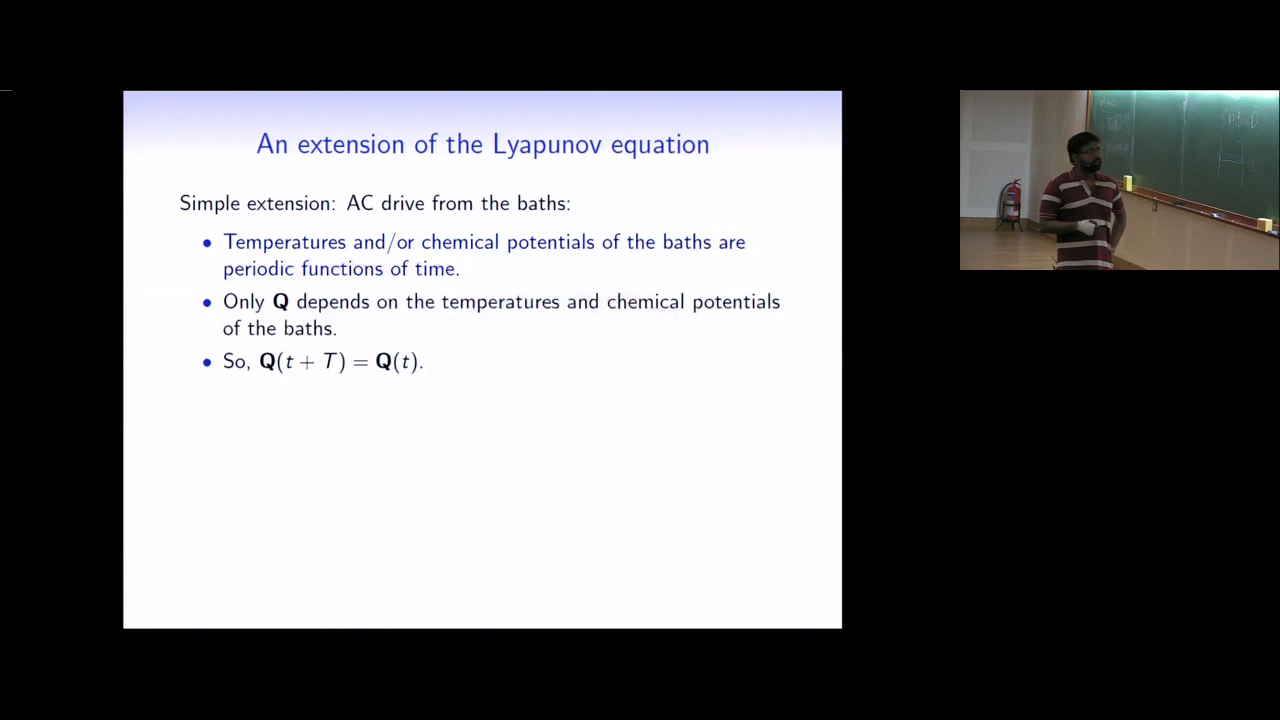 An extension of the Lyapunov equation
Simple extension: AC drive from the baths:
• Temperatures and/or chemical potentials of the baths are
periodic functions of time.
• Only Q depends on the temperatures and chemical potentials
of the baths.
• So, Q(t + T) = Q(t).